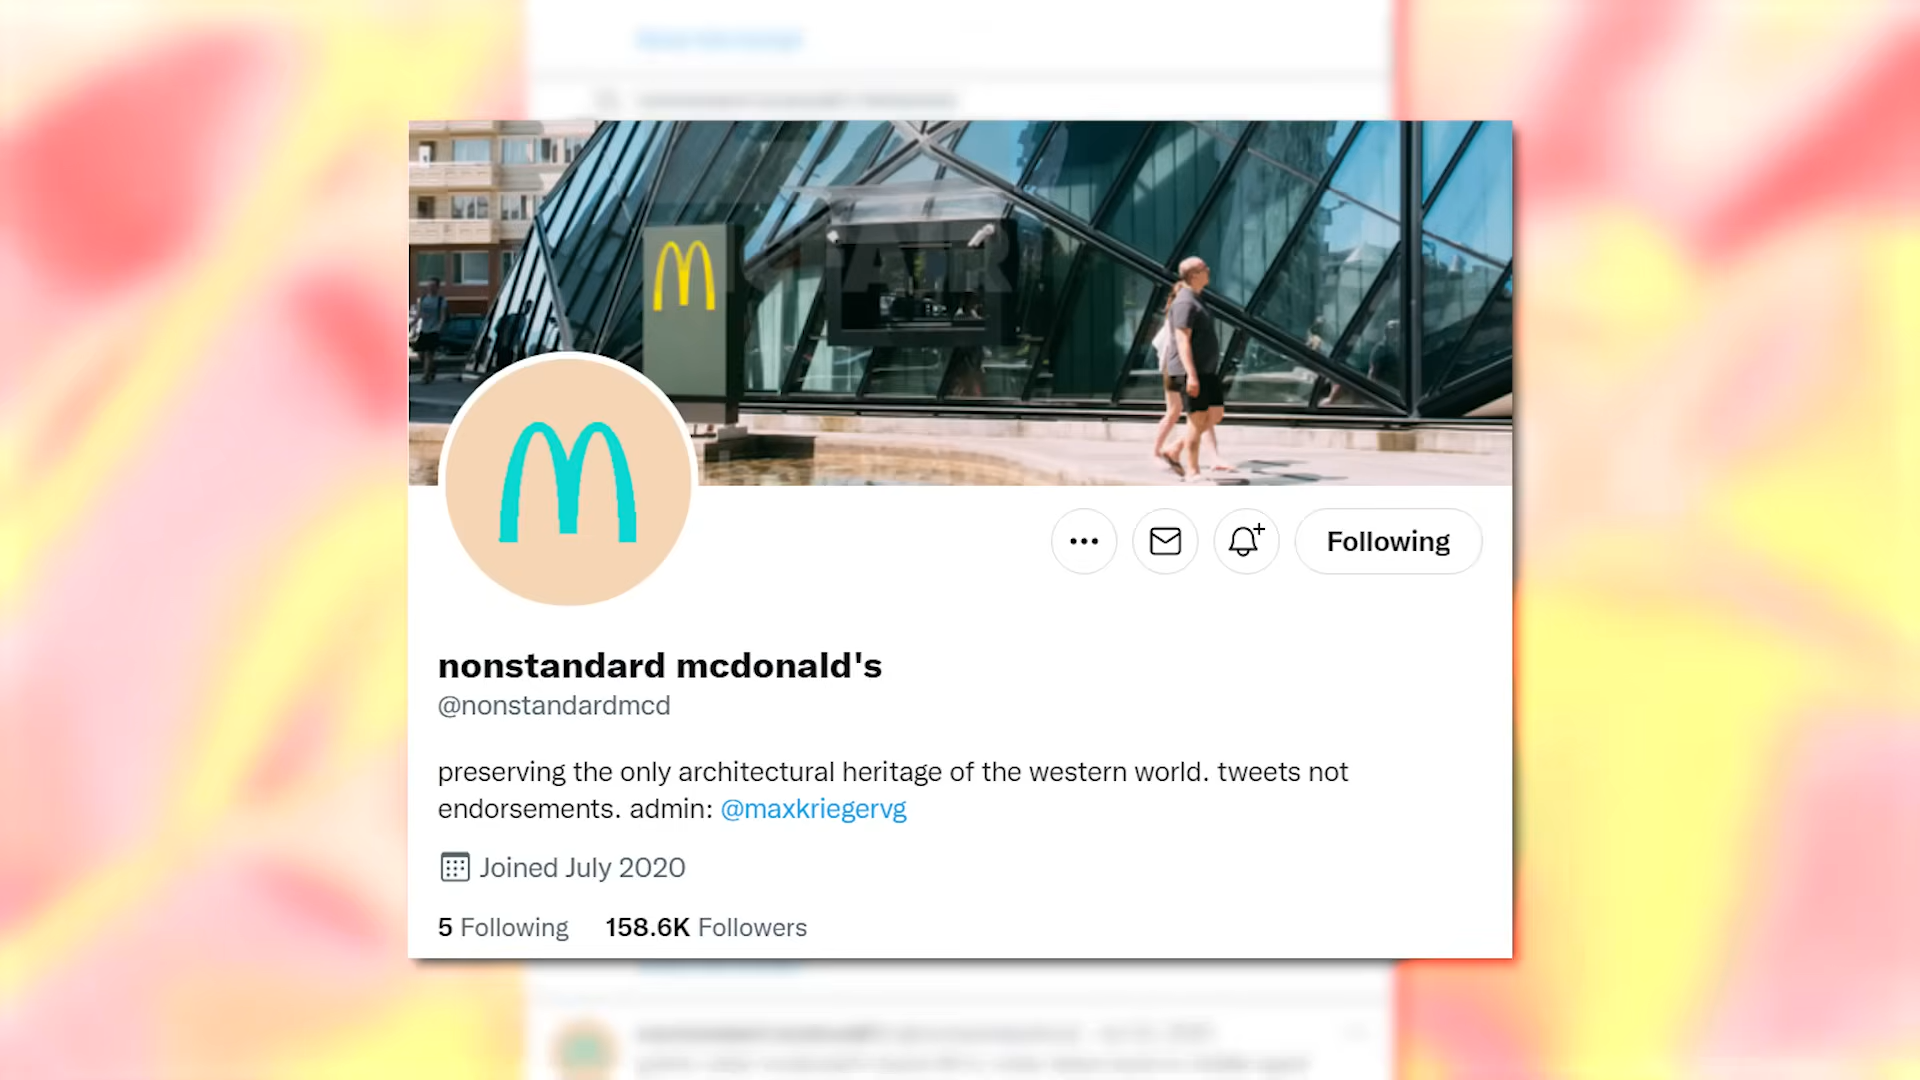 Following
nonstandard mcdonald's
@nonstandardmcd
preserving the only architectural heritage of the western world. tweets not
endorsements. admin: @maxkriegervg
Joined July 2020
5 Following 158.6K Followers